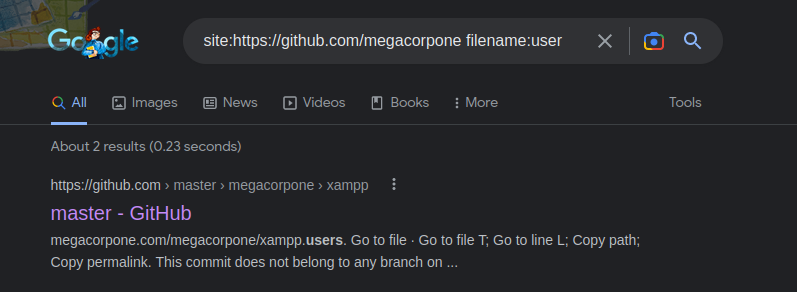 Google
site:https://github.com/megacorpone filename:user
All Images News Videos Books More Tools
About 2 results (0.23 seconds)
https://github.com › master › megacorpone › xampp
master - GitHub
megacorpone.com/megacorpone/xampp.users. Go to file · Go to file T; Go to line L; Copy path;
Copy permalink. This commit does not belong to any branch on ...